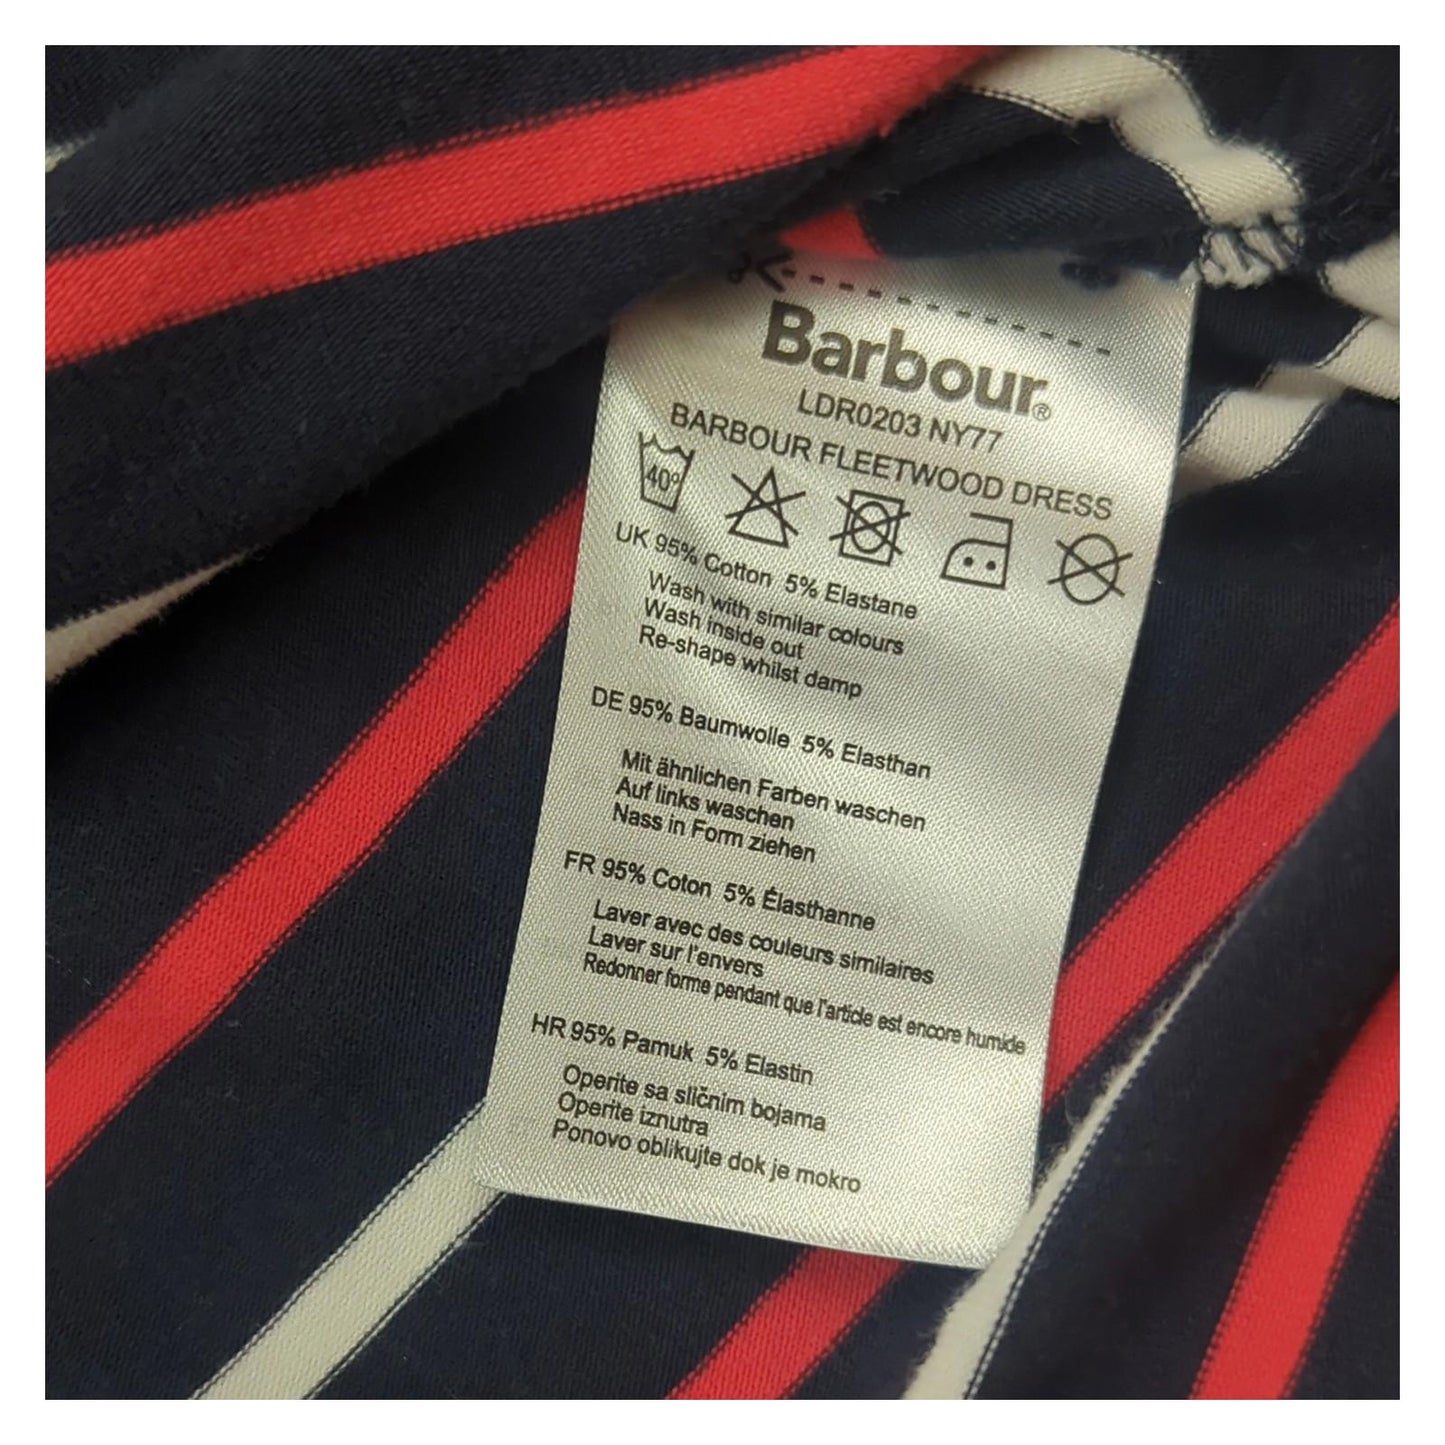 Barbour®
LDR0203 NY77
BARBOUR FLEETWOOD DRESS
40°
UK 95% Cotton 5% Elastane
Wash with similar colours
Wash inside out
Re-shape whilst damp
DE 95% Baumwolle 5% Elasthan
Mit ähnlichen Farben waschen
Auf links waschen
Nass in Form ziehen
FR 95% Coton 5% Élasthanne
Laver avec des couleurs similaires
Laver sur l'envers
Redonner forme pendant que l'article est encore humide
HR 95% Pamuk 5% Elastin
Operite sa sličnim bojama
Operite iznutra
Ponovo oblikujte dok je mokro